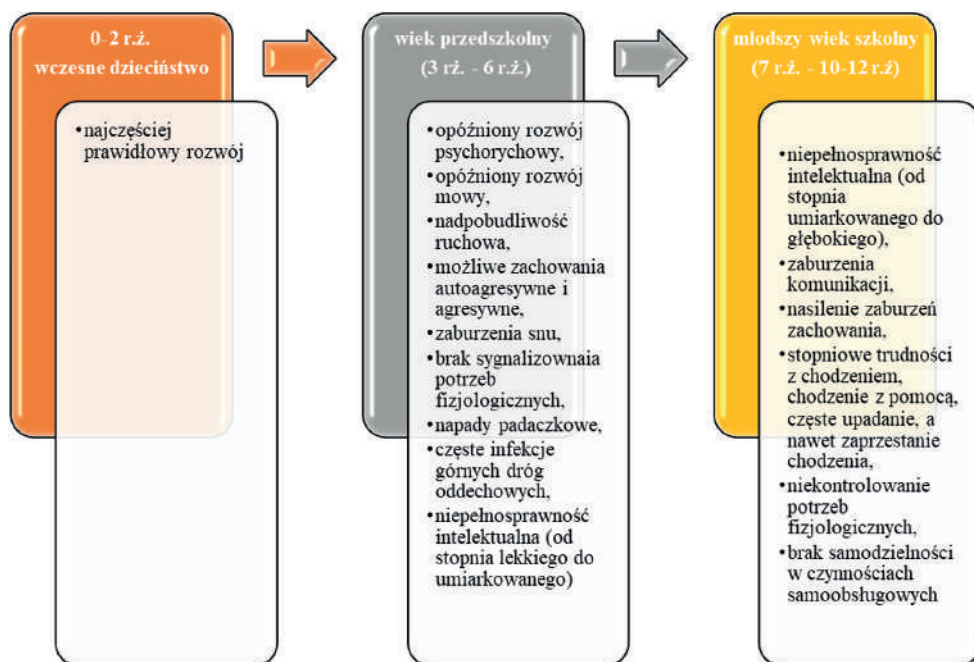 0-2 r.ż.
wczesne dzieciństwo
•najczęściej
prawidłowy rozwój
wiek przedszkolny
(3 rż. - 6 r.ż.)
•opóźniony rozwój
psychorychowy,
•opóźniony rozwój
mowy,
•nadpobudliwość
ruchowa,
•możliwe zachowania
autoagresywne i
agresywne,
•zaburzenia snu,
•brak sygnalizownaia
potrzeb
fizjologicznych,
•napady padaczkowe,
•częste infekcje
górnych dróg
oddechowych,
•niepełnosprawność
intelektualna (od
stopnia lekkiego do
umiarkowanego)
młodszy wiek szkolny
(7 r.ż. - 10-12 r.ż)
•niepełnosprawność
intelektualna (od
stopnia
umiarkowanego do
głębokiego),
•zaburzenia
komunikacji,
•nasilenie zaburzeń
zachowania,
•stopniowe trudności
z chodzeniem,
chodzenie z pomocą,
częste upadanie, a
nawet zaprzestanie
chodzenia,
•niekontrolowanie
potrzeb
fizjologicznych,
•brak samodzielności
w czynnościach
samoobsługowych